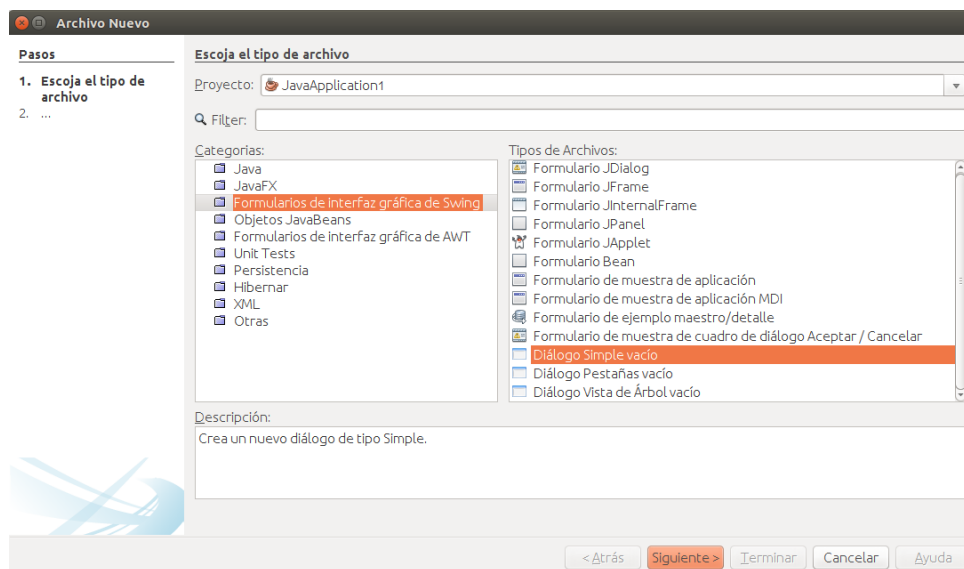 Archivo Nuevo
Pasos
1. Escoja el tipo de
archivo
2. ...
Escoja el tipo de archivo
Proyecto: JavaApplication1
Filter:
Categorías:
Java
JavaFX
Formularios de interfaz gráfica de Swing
Objetos JavaBeans
Formularios de interfaz gráfica de AWT
Unit Tests
Persistencia
Hibernar
XML
Otras
Tipos de Archivos:
Formulario JDialog
Formulario JFrame
Formulario JInternalFrame
Formulario JPanel
Formulario JApplet
Formulario Bean
Formulario de muestra de aplicación
Formulario de muestra de aplicación MDI
Formulario de ejemplo maestro/detalle
Formulario de muestra de cuadro de diálogo Aceptar / Cancelar
Diálogo Simple vacío
Diálogo Pestañas vacío
Diálogo Vista de Árbol vacío
Descripción:
Crea un nuevo diálogo de tipo Simple.
< Atrás
Siguiente >
Terminar
Cancelar
Ayuda